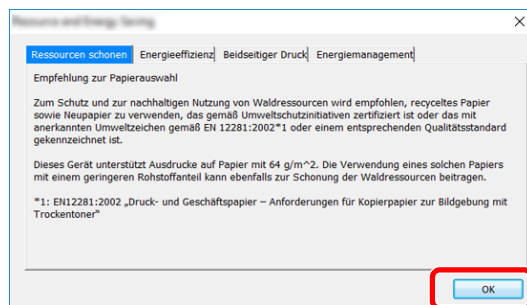 Ressourcen schonen Energieeffizienz Beidseitiger Druck Energiemanagement
Empfehlung zur Papierauswahl
Zum Schutz und zur nachhaltigen Nutzung von Waldressourcen wird empfohlen, recyceltes Papier
sowie Neupapier zu verwenden, das gemäß Umweltschutzinitiativen zertifiziert ist oder das mit
anerkannten Umweltzeichen gemäß EN 12281:2002*1 oder einem entsprechenden Qualitätsstandard
gekennzeichnet ist.
Dieses Gerät unterstützt Ausdrucke auf Papier mit 64 g/m^2. Die Verwendung eines solchen Papiers
mit einem geringeren Rohstoffanteil kann ebenfalls zur Schonung der Waldressourcen beitragen.
*1: EN12281:2002 „Druck- und Geschäftspapier – Anforderungen für Kopierpapier zur Bildgebung mit
Trockentoner"
OK